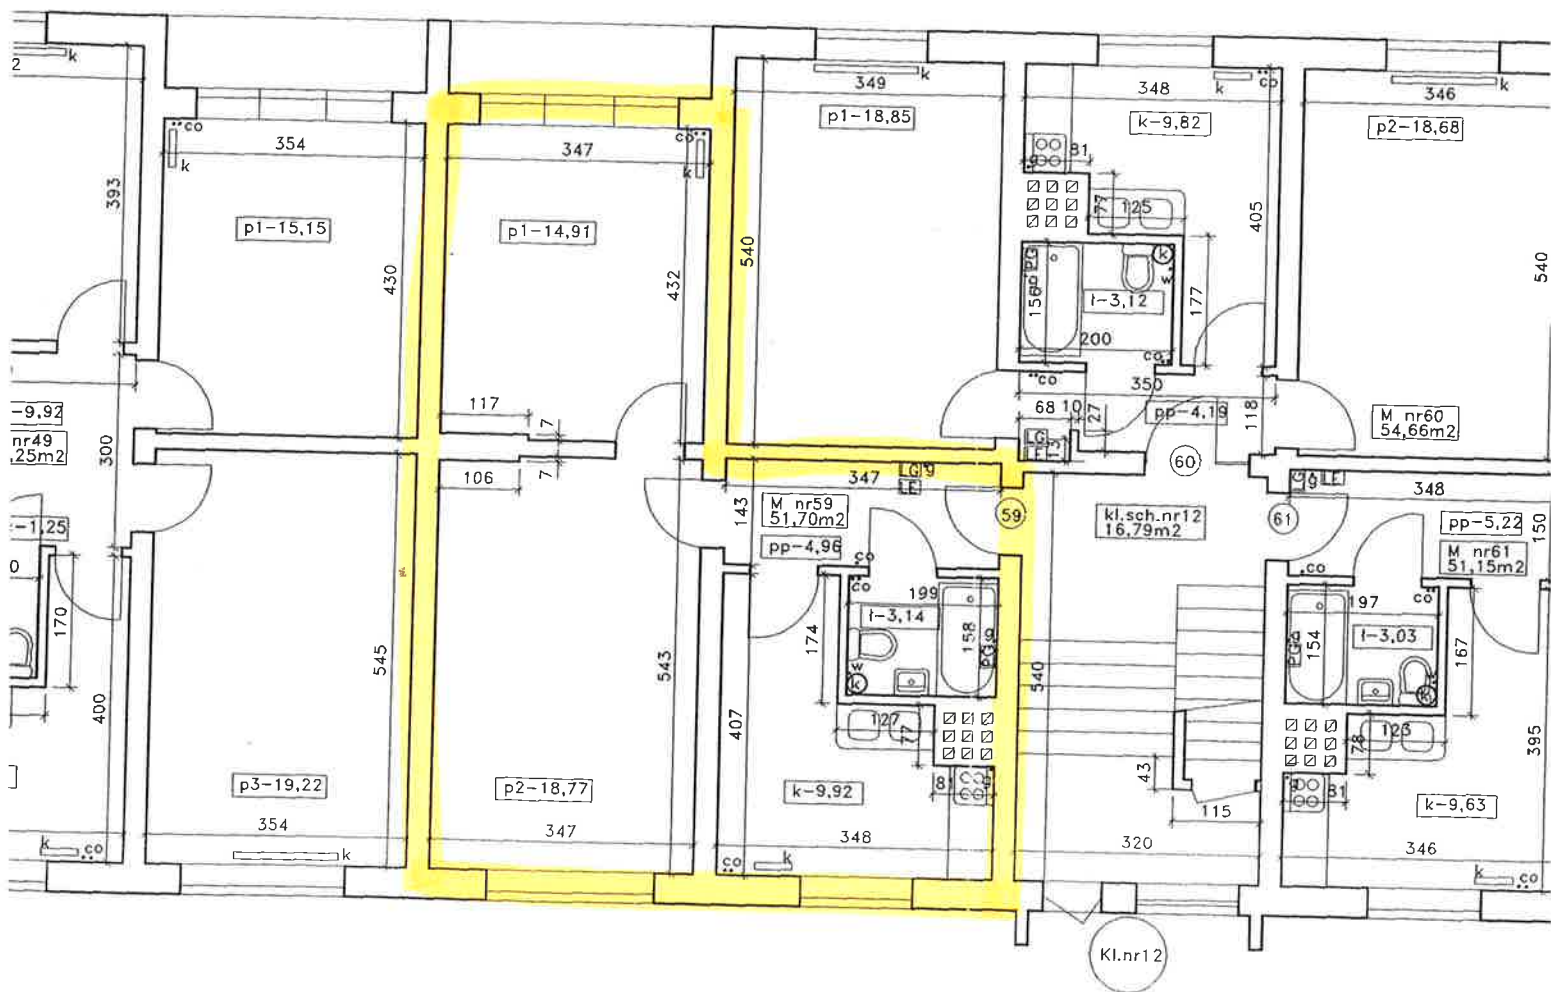 2
k
k
co
k
354
393
p1-15,15
430
-9,92
nr49
,25m2
300
:-1,25
0
170
400
545
p3-19,22
354
k
co
k
347
co
k
p1-14,91
432
117
7
106
7
543
p2-18,77
347
349
k
p1-18,85
540
347
LG g
LE
143
M nr59
51,70m2
pp-4,96
59
co
co
199
ł-3,14
158
PG
g
174
w
k
407
127
77
81
g
k-9,92
348
co
k
348
k
co
k-9,82
81
g
77
125
405
156
PG
g
ł-3,12
k
w
177
200
co
co
350
68
10
27
pp-4,19
118
LG
LE
13
60
kl.sch.nr12
16,79m2
61
540
43
115
320
Kl.nr12
346
k
p2-18,68
540
M nr60
54,66m2
G
g
LE
348
pp-5,22
150
M nr61
51,15m2
co
co
197
154
PG
g
ł-3,03
k
167
78
123
81
g
395
k-9,63
346
k
co